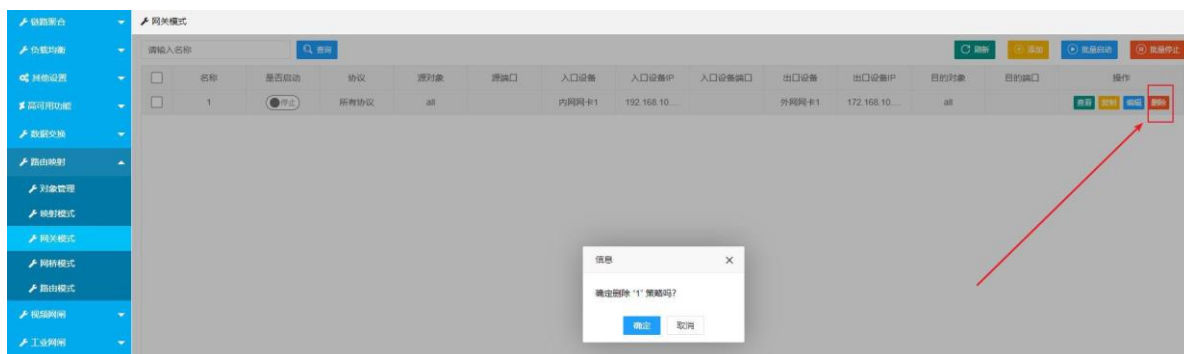 链路聚合
网关模式
负载均衡
请输入名称
查询
刷新
添加
批量启动
批量停止
其他设置
名称
是否启动
协议
源对象
源端口
入口设备
入口设备IP
入口设备端口
出口设备
出口设备IP
目的对象
目的端口
操作
高可用功能
1
停止
所有协议
all
内网网卡1
192.168.10....
外网网卡1
172.168.10....
all
查看
复制
编辑
删除
数据交换
路由映射
对象管理
映射模式
网关模式
网桥模式
路由模式
信息
确定删除 "1" 策略吗?
确定
取消
视频网闸
工业网闸